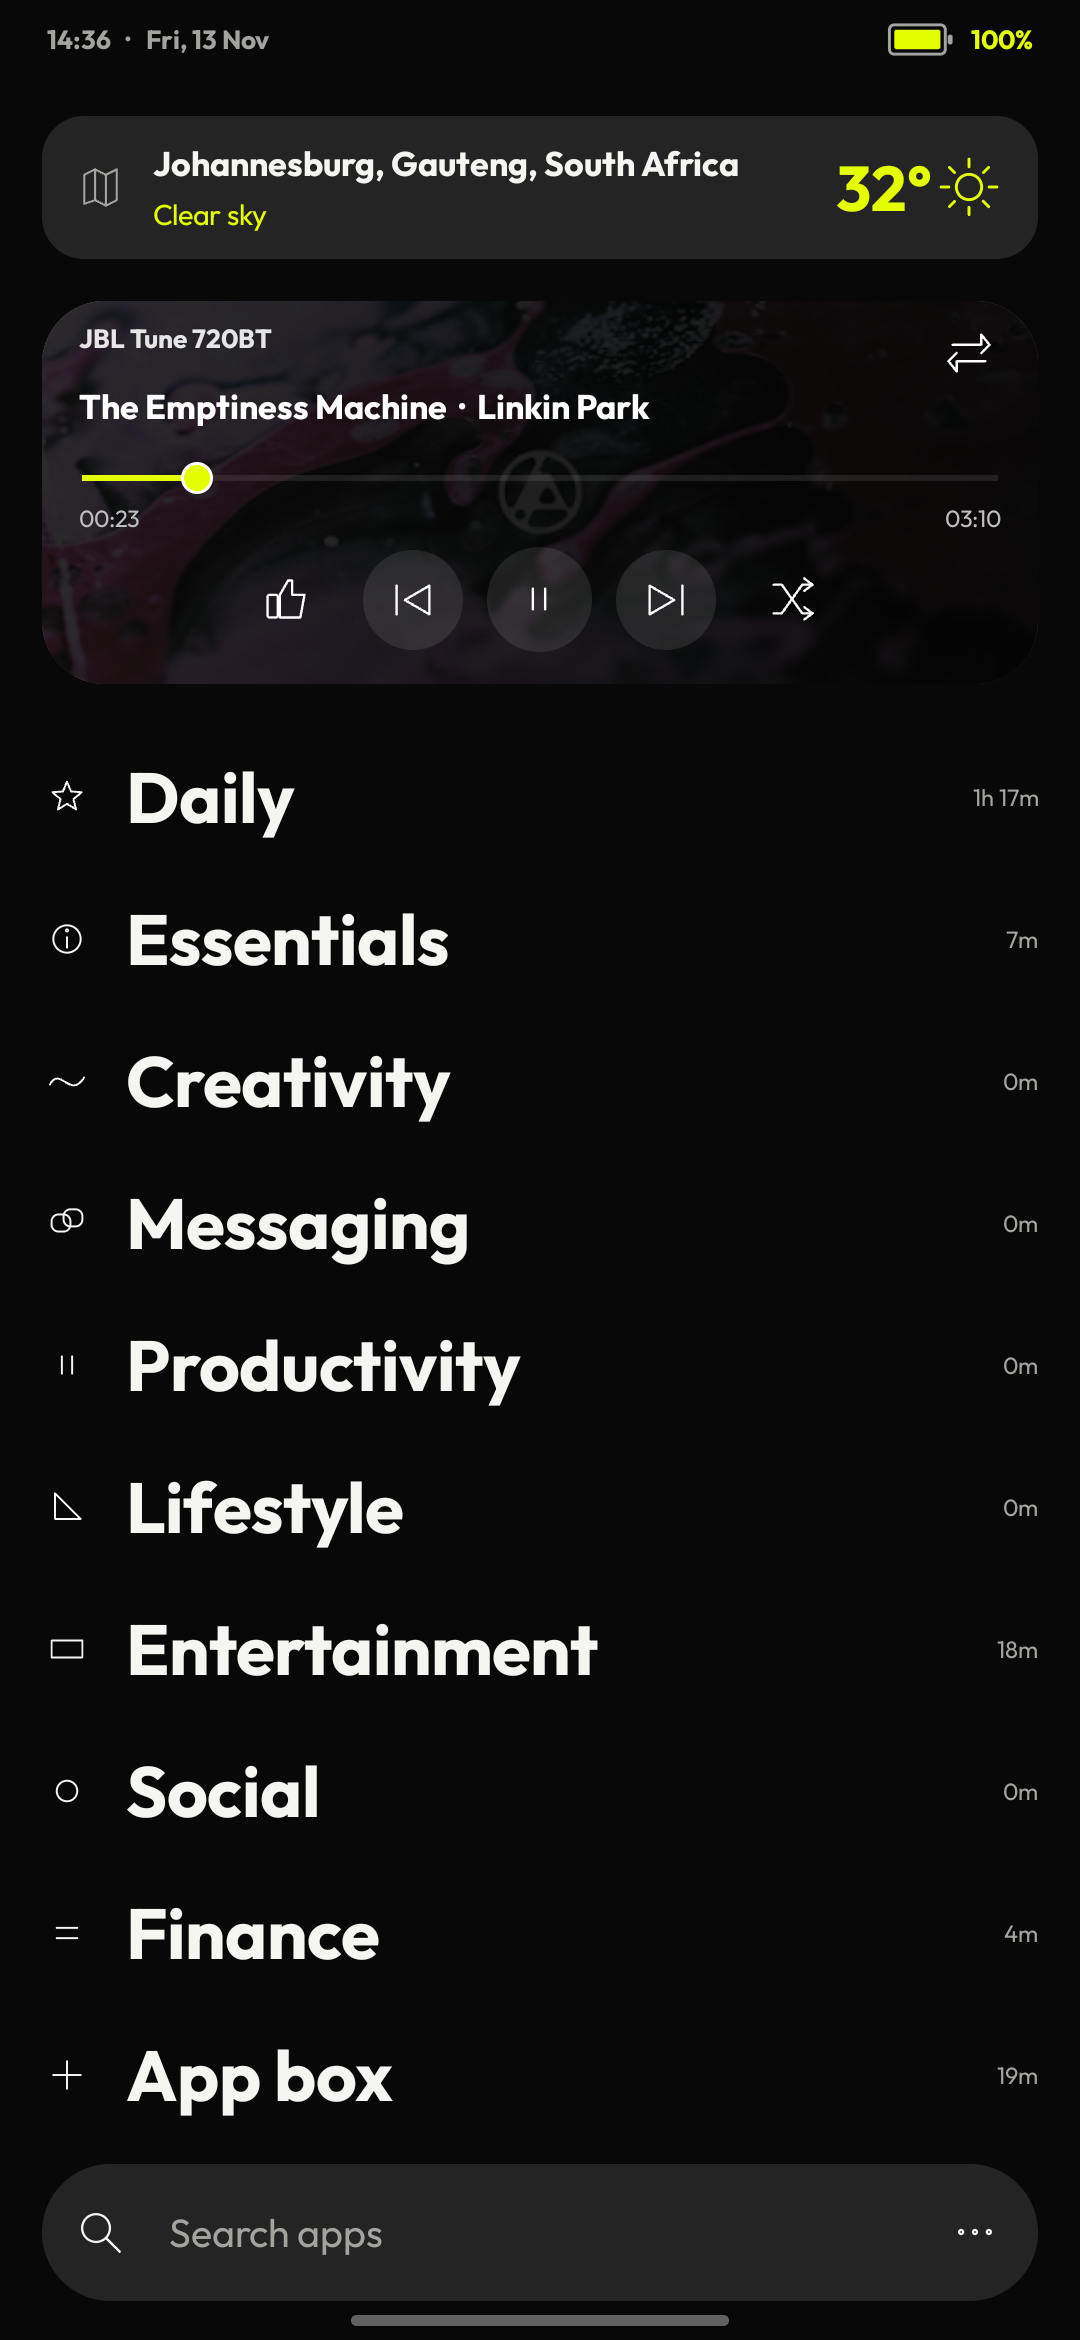 14:36 · Fri, 13 Nov
100%
Johannesburg, Gauteng, South Africa
Clear sky
32°
JBL Tune 720BT
The Emptiness Machine · Linkin Park
00:23
03:10
Daily
1h 17m
Essentials
7m
Creativity
0m
Messaging
0m
Productivity
0m
Lifestyle
0m
Entertainment
18m
Social
0m
Finance
4m
App box
19m
Search apps